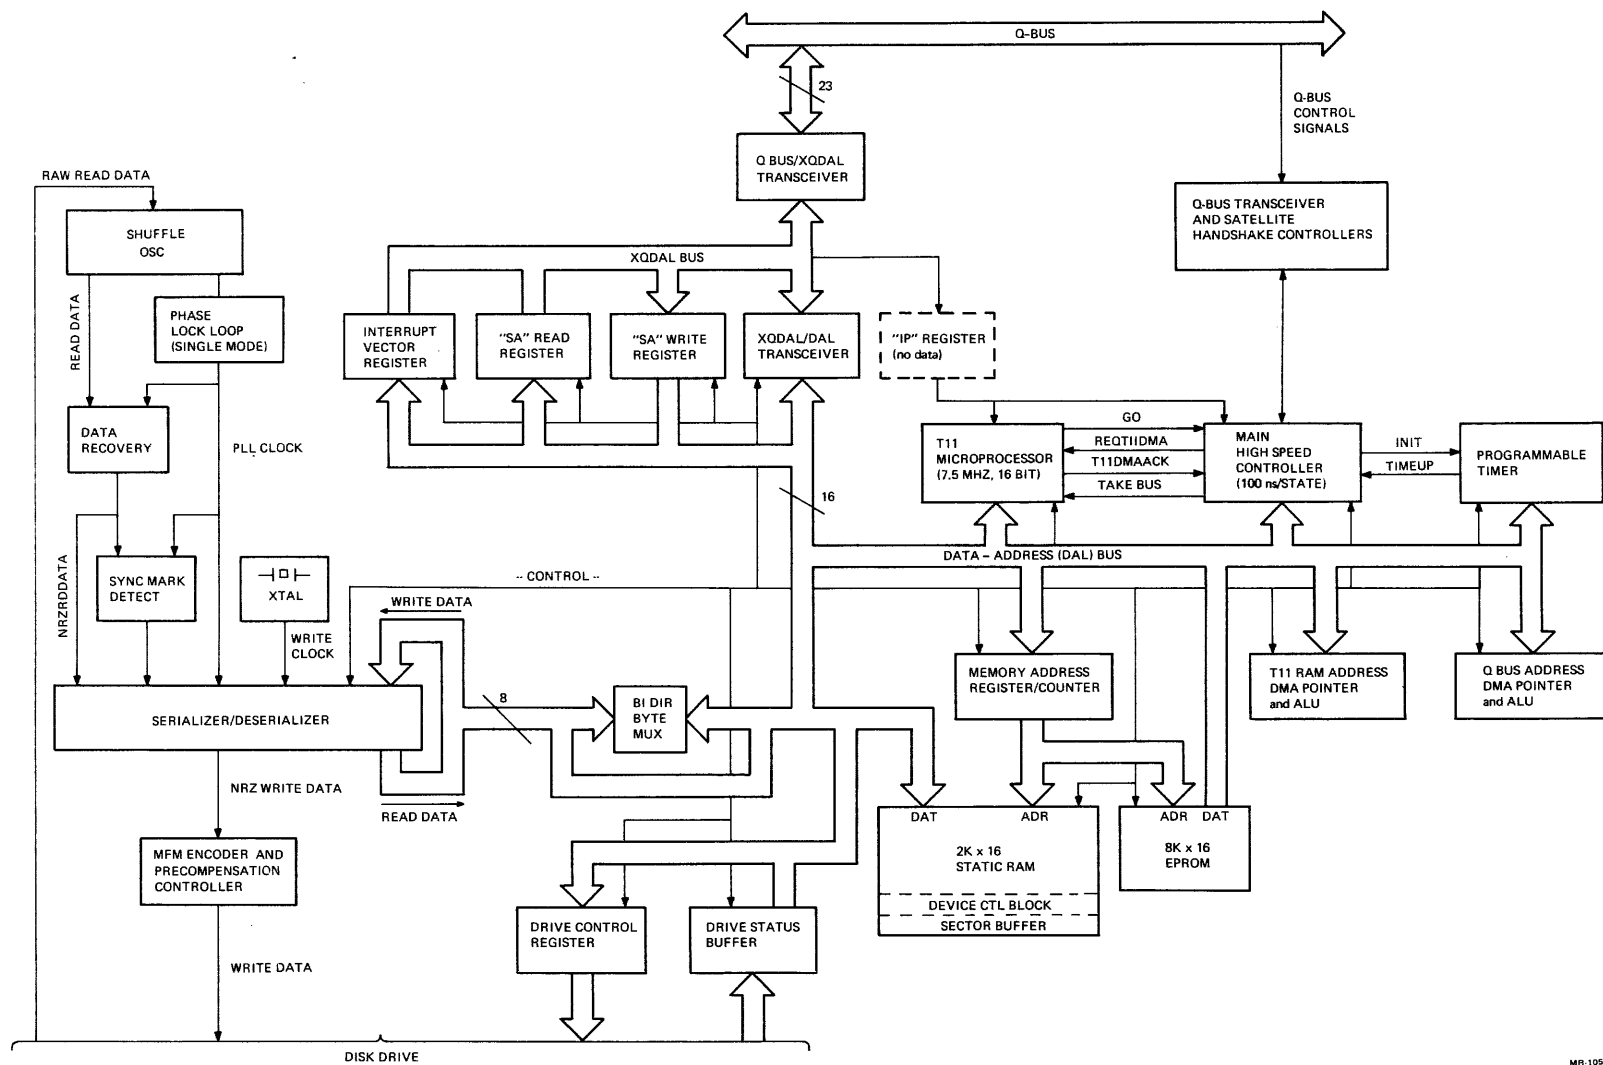 Q-BUS
23
Q-BUS
CONTROL
SIGNALS
Q BUS/XQDAL
TRANSCEIVER
RAW READ DATA
Q-BUS TRANSCEIVER
AND SATELLITE
HANDSHAKE CONTROLLERS
SHUFFLE
OSC
XQDAL BUS
READ DATA
PHASE
LOCK LOOP
(SINGLE MODE)
INTERRUPT
VECTOR
REGISTER
"SA" READ
REGISTER
"SA" WRITE
REGISTER
XQDAL/DAL
TRANSCEIVER
"IP" REGISTER
(no data)
DATA
RECOVERY
PLL CLOCK
T11
MICROPROCESSOR
(7.5 MHZ, 16 BIT)
GO
REQTIIDMA
T11DMAACK
TAKE BUS
MAIN
HIGH SPEED
CONTROLLER
(100 ns/STATE)
INIT
TIMEUP
PROGRAMMABLE
TIMER
16
DATA - ADDRESS (DAL) BUS
NRZRDDATA
SYNC MARK
DETECT
XTAL
-- CONTROL --
WRITE DATA
WRITE
CLOCK
MEMORY ADDRESS
REGISTER/COUNTER
T11 RAM ADDRESS
DMA POINTER
and ALU
Q BUS ADDRESS
DMA POINTER
and ALU
SERIALIZER/DESERIALIZER
8
BI DIR
BYTE
MUX
NRZ WRITE DATA
READ DATA
DAT
ADR
ADR
DAT
2K x 16
STATIC RAM
8K x 16
EPROM
MFM ENCODER AND
PRECOMPENSATION
CONTROLLER
DEVICE CTL BLOCK
SECTOR BUFFER
DRIVE CONTROL
REGISTER
DRIVE STATUS
BUFFER
WRITE DATA
DISK DRIVE
MR-105